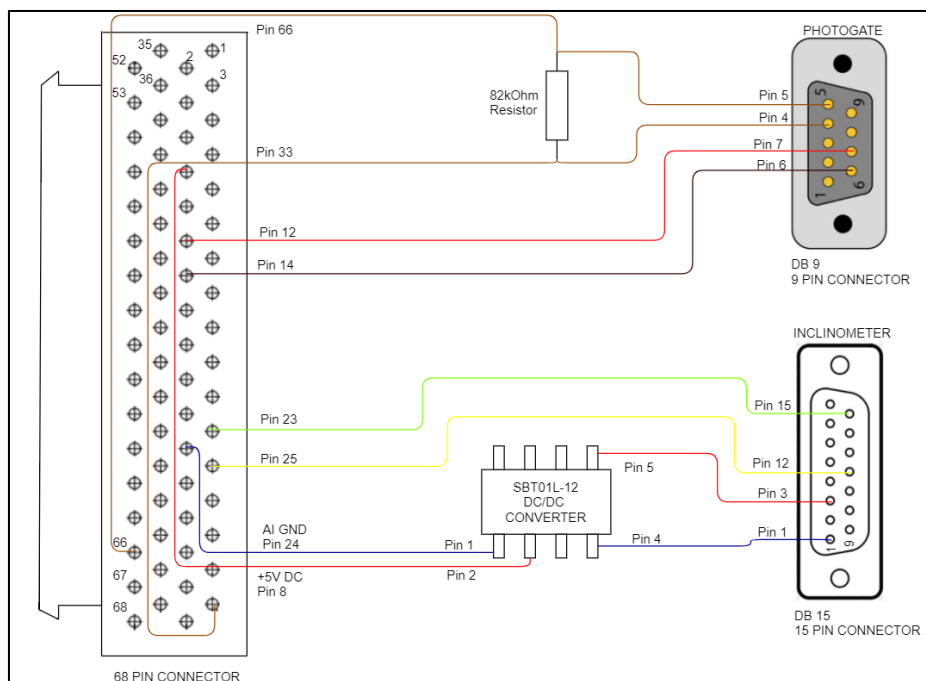 Pin 66
PHOTOGATE
35
1
52
2
36
3
53
82kOhm
Resistor
Pin 5
5
9
Pin 4
Pin 7
Pin 33
Pin 6
1
6
Pin 12
Pin 14
DB 9
9 PIN CONNECTOR
INCLINOMETER
Pin 15
Pin 23
Pin 25
Pin 5
Pin 12
SBT01L-12
DC/DC
CONVERTER
Pin 3
AI GND
Pin 24
Pin 1
Pin 4
Pin 1
1
9
66
+5V DC
Pin 8
Pin 2
67
68
DB 15
15 PIN CONNECTOR
68 PIN CONNECTOR